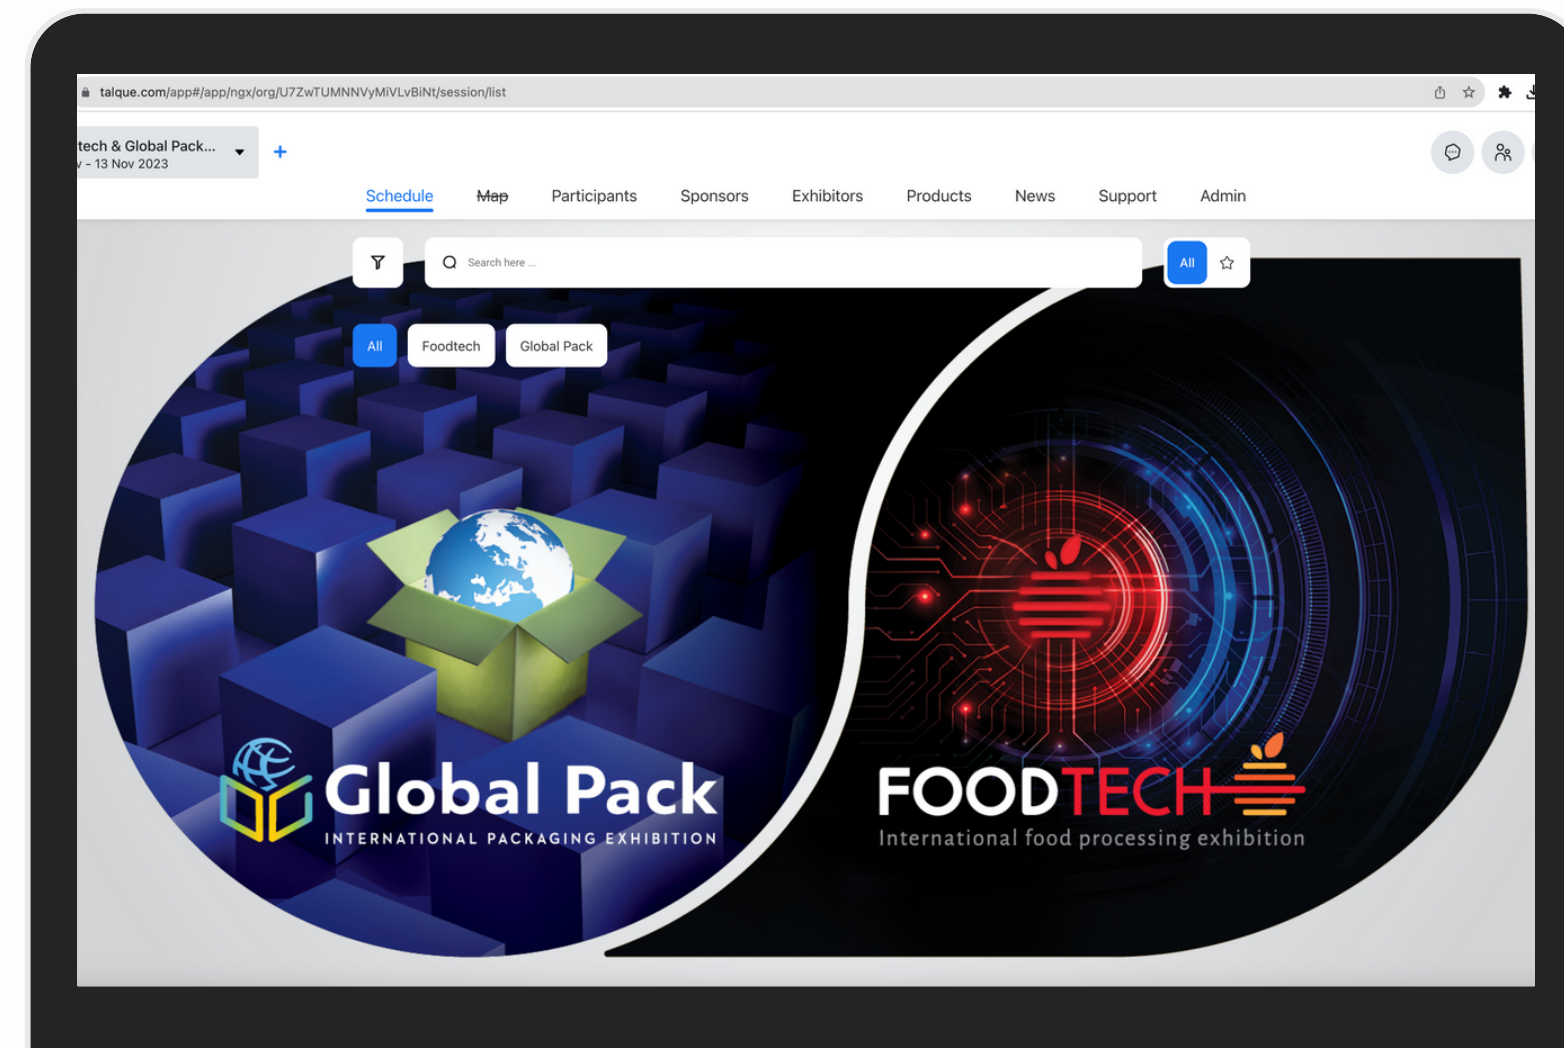 talque.com/app#/app/ngx/org/U7ZwTUMNNVyMiVLvBiNt/session/list
tech & Global Pack...
- 13 Nov 2023
Schedule Map Participants Sponsors Exhibitors Products News Support Admin
Search here ...
All
All Foodtech Global Pack
Global Pack
INTERNATIONAL PACKAGING EXHIBITION
FOODTECH
International food processing exhibition